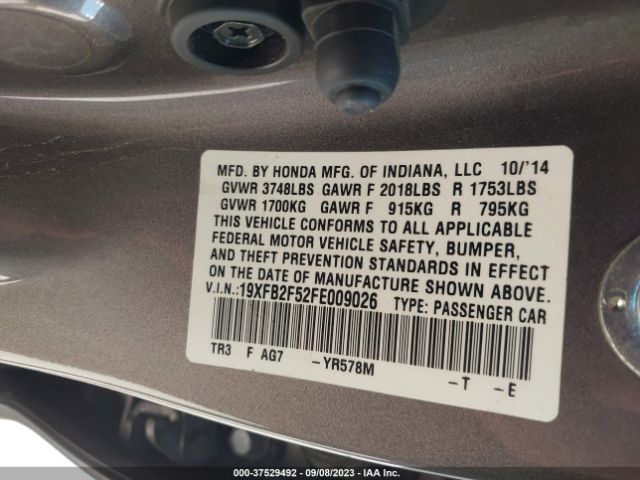 MFD. BY HONDA MFG. OF INDIANA, LLC 10/'14
GVWR 3748LBS GAWR F 2018LBS R 1753LBS
GVWR 1700KG GAWR F 915KG R 795KG
THIS VEHICLE CONFORMS TO ALL APPLICABLE
FEDERAL MOTOR VEHICLE SAFETY, BUMPER,
AND THEFT PREVENTION STANDARDS IN EFFECT
ON THE DATE OF MANUFACTURE SHOWN ABOVE.
V.I.N.:19XFB2F52FE009026 TYPE: PASSENGER CAR
TR3 F AG7 -YR578M
-T -E
000-37529492 - 09/08/2023 - IAA Inc.